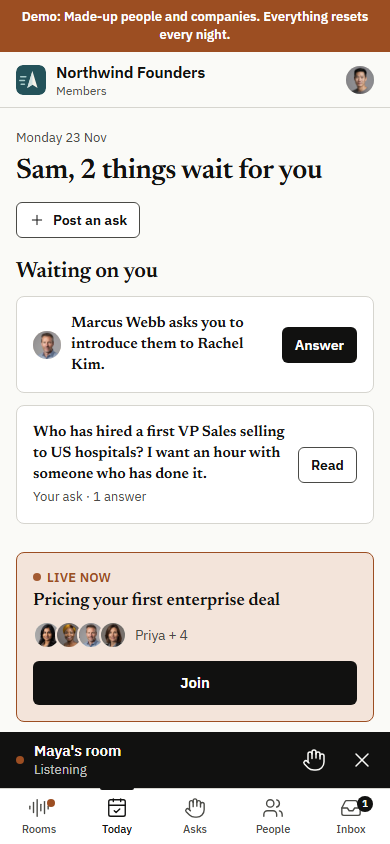 Demo: Made-up people and companies. Everything resets
every night.
Northwind Founders
Members
Monday 23 Nov
Sam, 2 things wait for you
Post an ask
Waiting on you
Marcus Webb asks you to
introduce them to Rachel
Kim.
Answer
Who has hired a first VP Sales selling
to US hospitals? I want an hour with
someone who has done it.
Your ask · 1 answer
Read
LIVE NOW
Pricing your first enterprise deal
Priya + 4
Join
Maya's room
Listening
Rooms
Today
Asks
People
1
Inbox